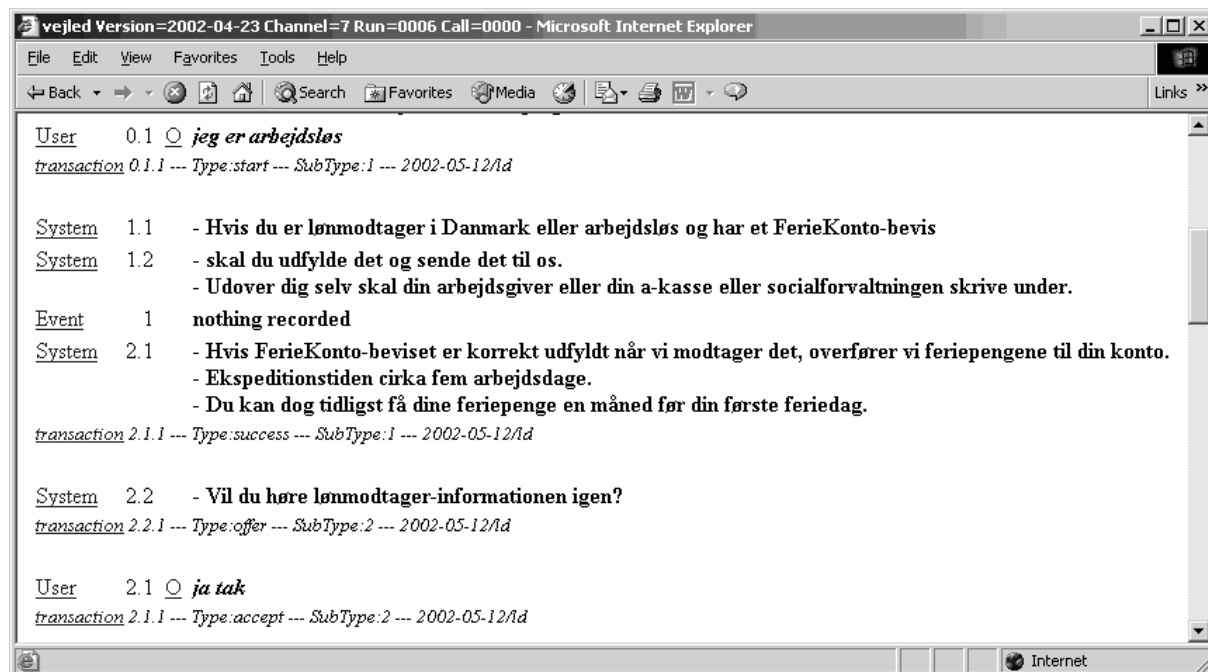 vejled Version=2002-04-23 Channel=7 Run=0006 Call=0000 - Microsoft Internet Explorer
File Edit View Favorites Tools Help
Back Search Favorites Media Links »
User 0.1 O jeg er arbejdsløs
transaction 0.1.1 --- Type:start --- SubType:1 --- 2002-05-12/ld
System 1.1 - Hvis du er lønmodtager i Danmark eller arbejdsløs og har et FerieKonto-bevis
System 1.2 - skal du udfylde det og sende det til os.
- Udover dig selv skal din arbejdsgiver eller din a-kasse eller socialforvaltningen skrive under.
Event 1 nothing recorded
System 2.1 - Hvis FerieKonto-beviset er korrekt udfyldt når vi modtager det, overfører vi feriepengene til din konto.
- Ekspeditionstiden cirka fem arbejdsdage.
- Du kan dog tidligst få dine feriepenge en måned før din første feriedag.
transaction 2.1.1 --- Type:success --- SubType:1 --- 2002-05-12/ld
System 2.2 - Vil du høre lønmodtager-informationen igen?
transaction 2.2.1 --- Type:offer --- SubType:2 --- 2002-05-12/ld
User 2.1 O ja tak
transaction 2.1.1 --- Type:accept --- SubType:2 --- 2002-05-12/ld
Internet